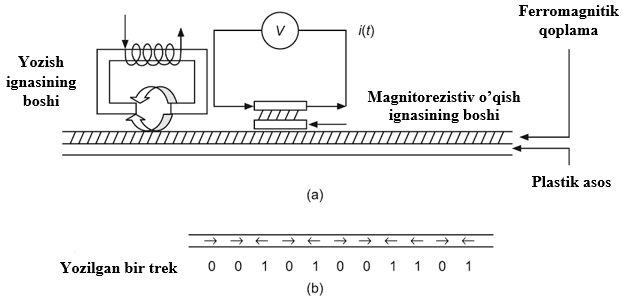 Ferromagnitik
qoplama
Yozish
ignasining
boshi
V
i(t)
Magnitorezistiv o’qish
ignasining boshi
Plastik asos
(a)
Yozilgan bir trek
0 0 1 0 1 0 0 1 1 0 1
(b)